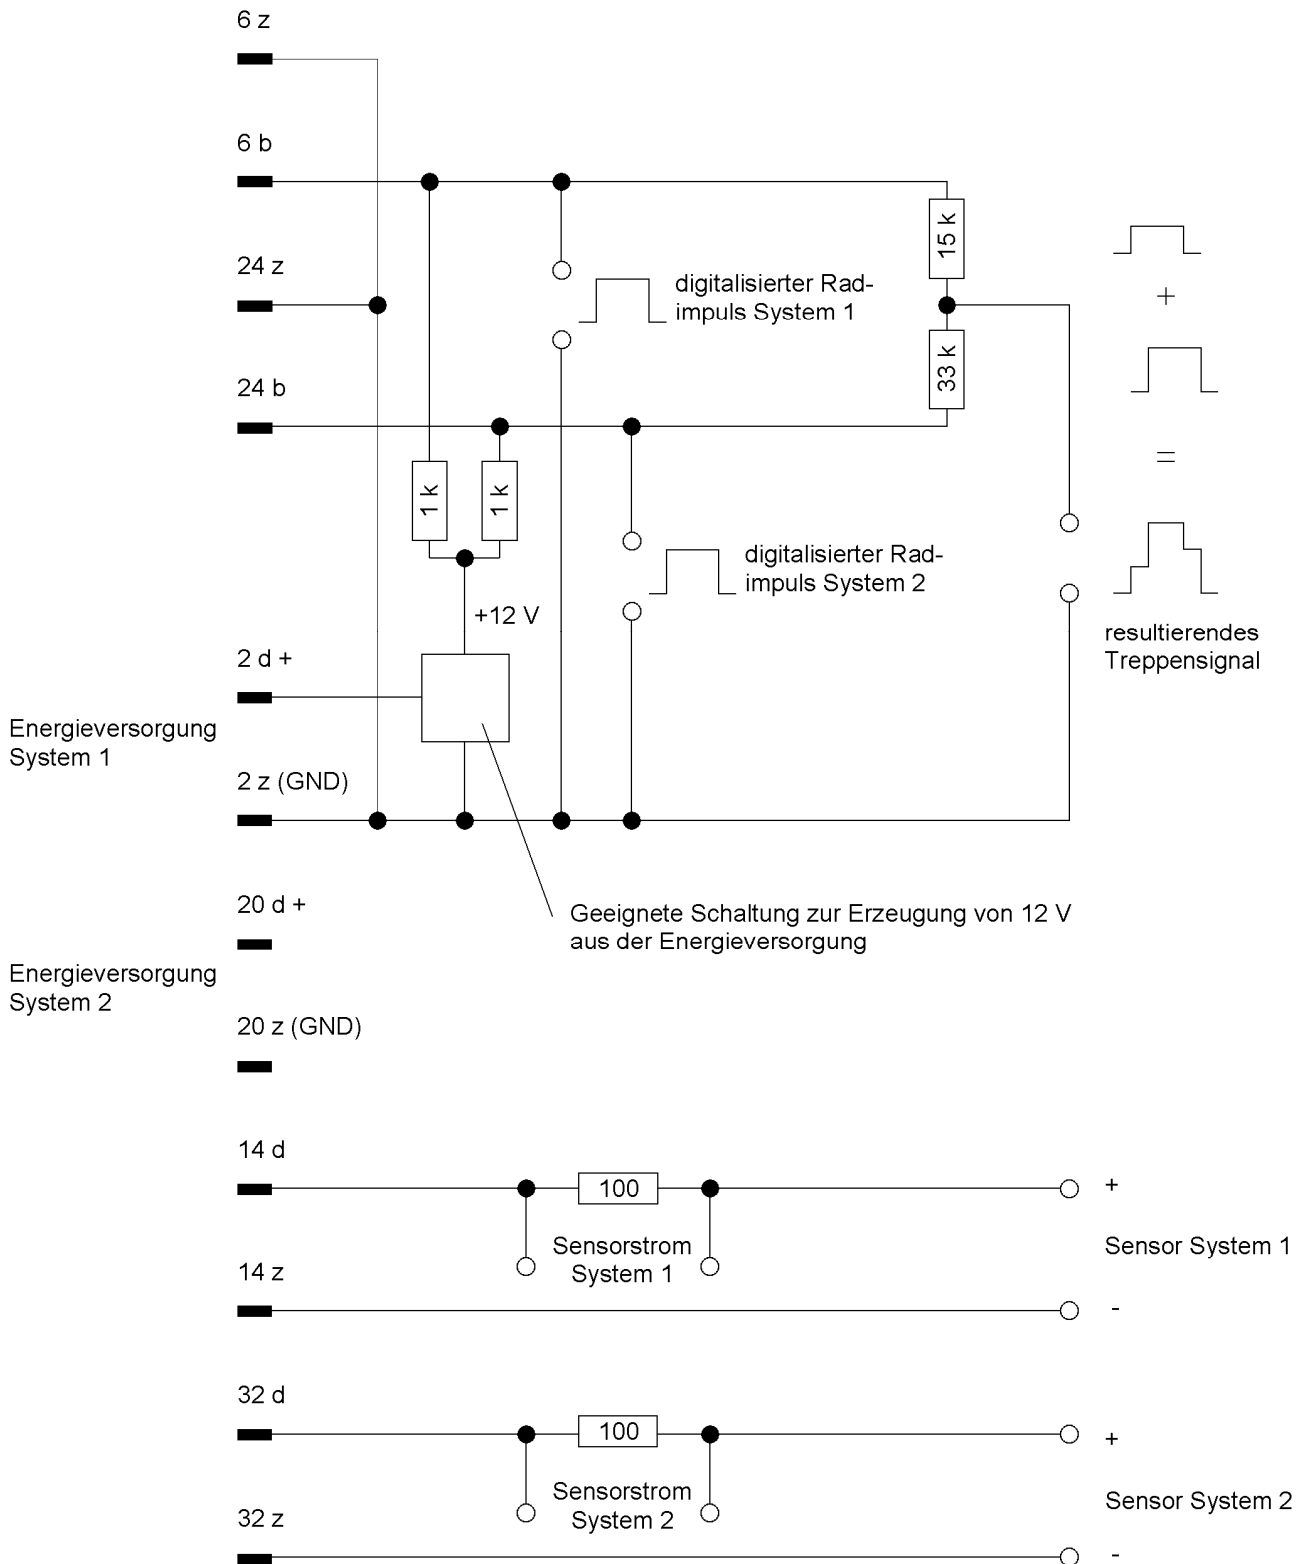 6 z
6 b
24 z
24 b
15 k
33 k
digitalisierter Rad-
impuls System 1
+
=
1 k
1 k
digitalisierter Rad-
impuls System 2
+12 V
resultierendes
Treppensignal
2 d +
Energieversorgung
System 1
2 z (GND)
20 d +
Geeignete Schaltung zur Erzeugung von 12 V
aus der Energieversorgung
Energieversorgung
System 2
20 z (GND)
14 d
100
+
Sensorstrom
System 1
Sensor System 1
14 z
-
32 d
100
+
Sensorstrom
System 2
Sensor System 2
32 z
-